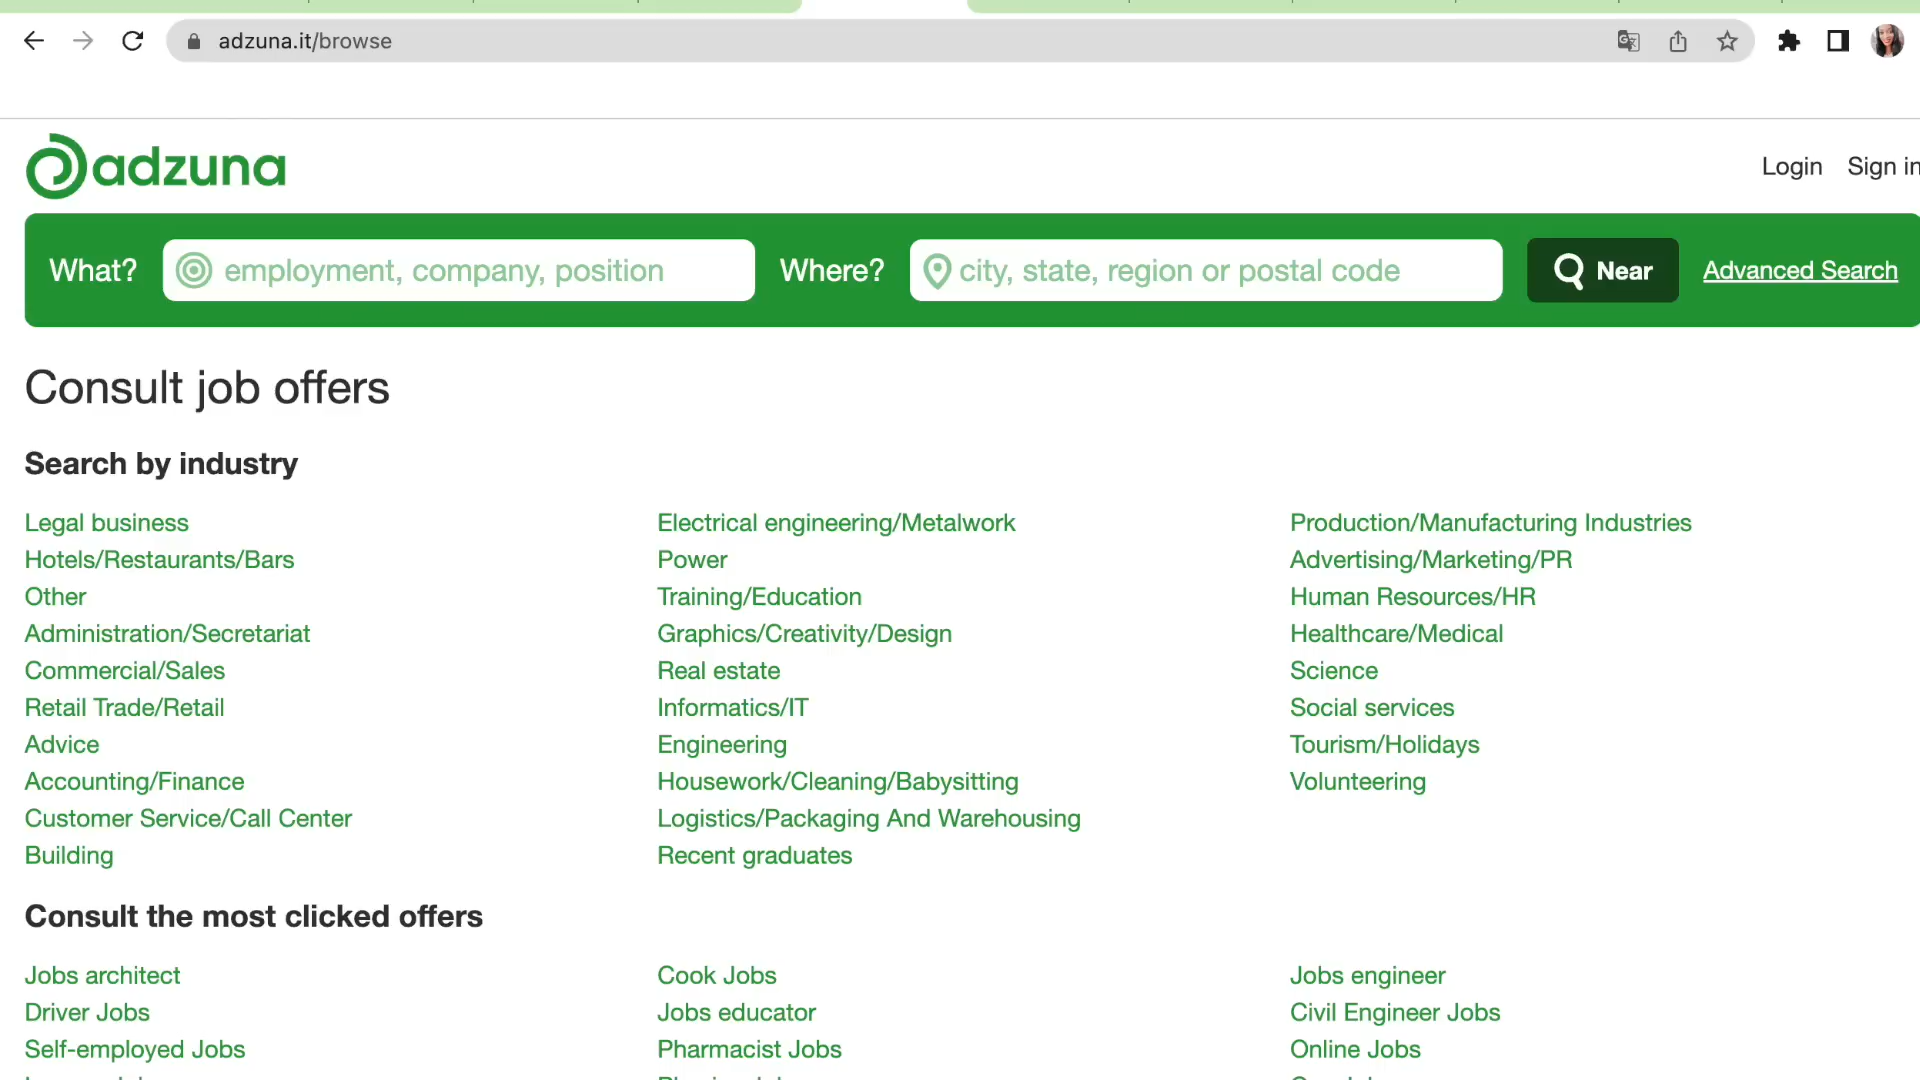 adzuna.it/browse
adzuna
Login Sign in
What? employment, company, position Where? city, state, region or postal code Near Advanced Search
Consult job offers
Search by industry
Legal business
Hotels/Restaurants/Bars
Other
Administration/Secretariat
Commercial/Sales
Retail Trade/Retail
Advice
Accounting/Finance
Customer Service/Call Center
Building
Electrical engineering/Metalwork
Power
Training/Education
Graphics/Creativity/Design
Real estate
Informatics/IT
Engineering
Housework/Cleaning/Babysitting
Logistics/Packaging And Warehousing
Recent graduates
Production/Manufacturing Industries
Advertising/Marketing/PR
Human Resources/HR
Healthcare/Medical
Science
Social services
Tourism/Holidays
Volunteering
Consult the most clicked offers
Jobs architect
Driver Jobs
Self-employed Jobs
Cook Jobs
Jobs educator
Pharmacist Jobs
Jobs engineer
Civil Engineer Jobs
Online Jobs